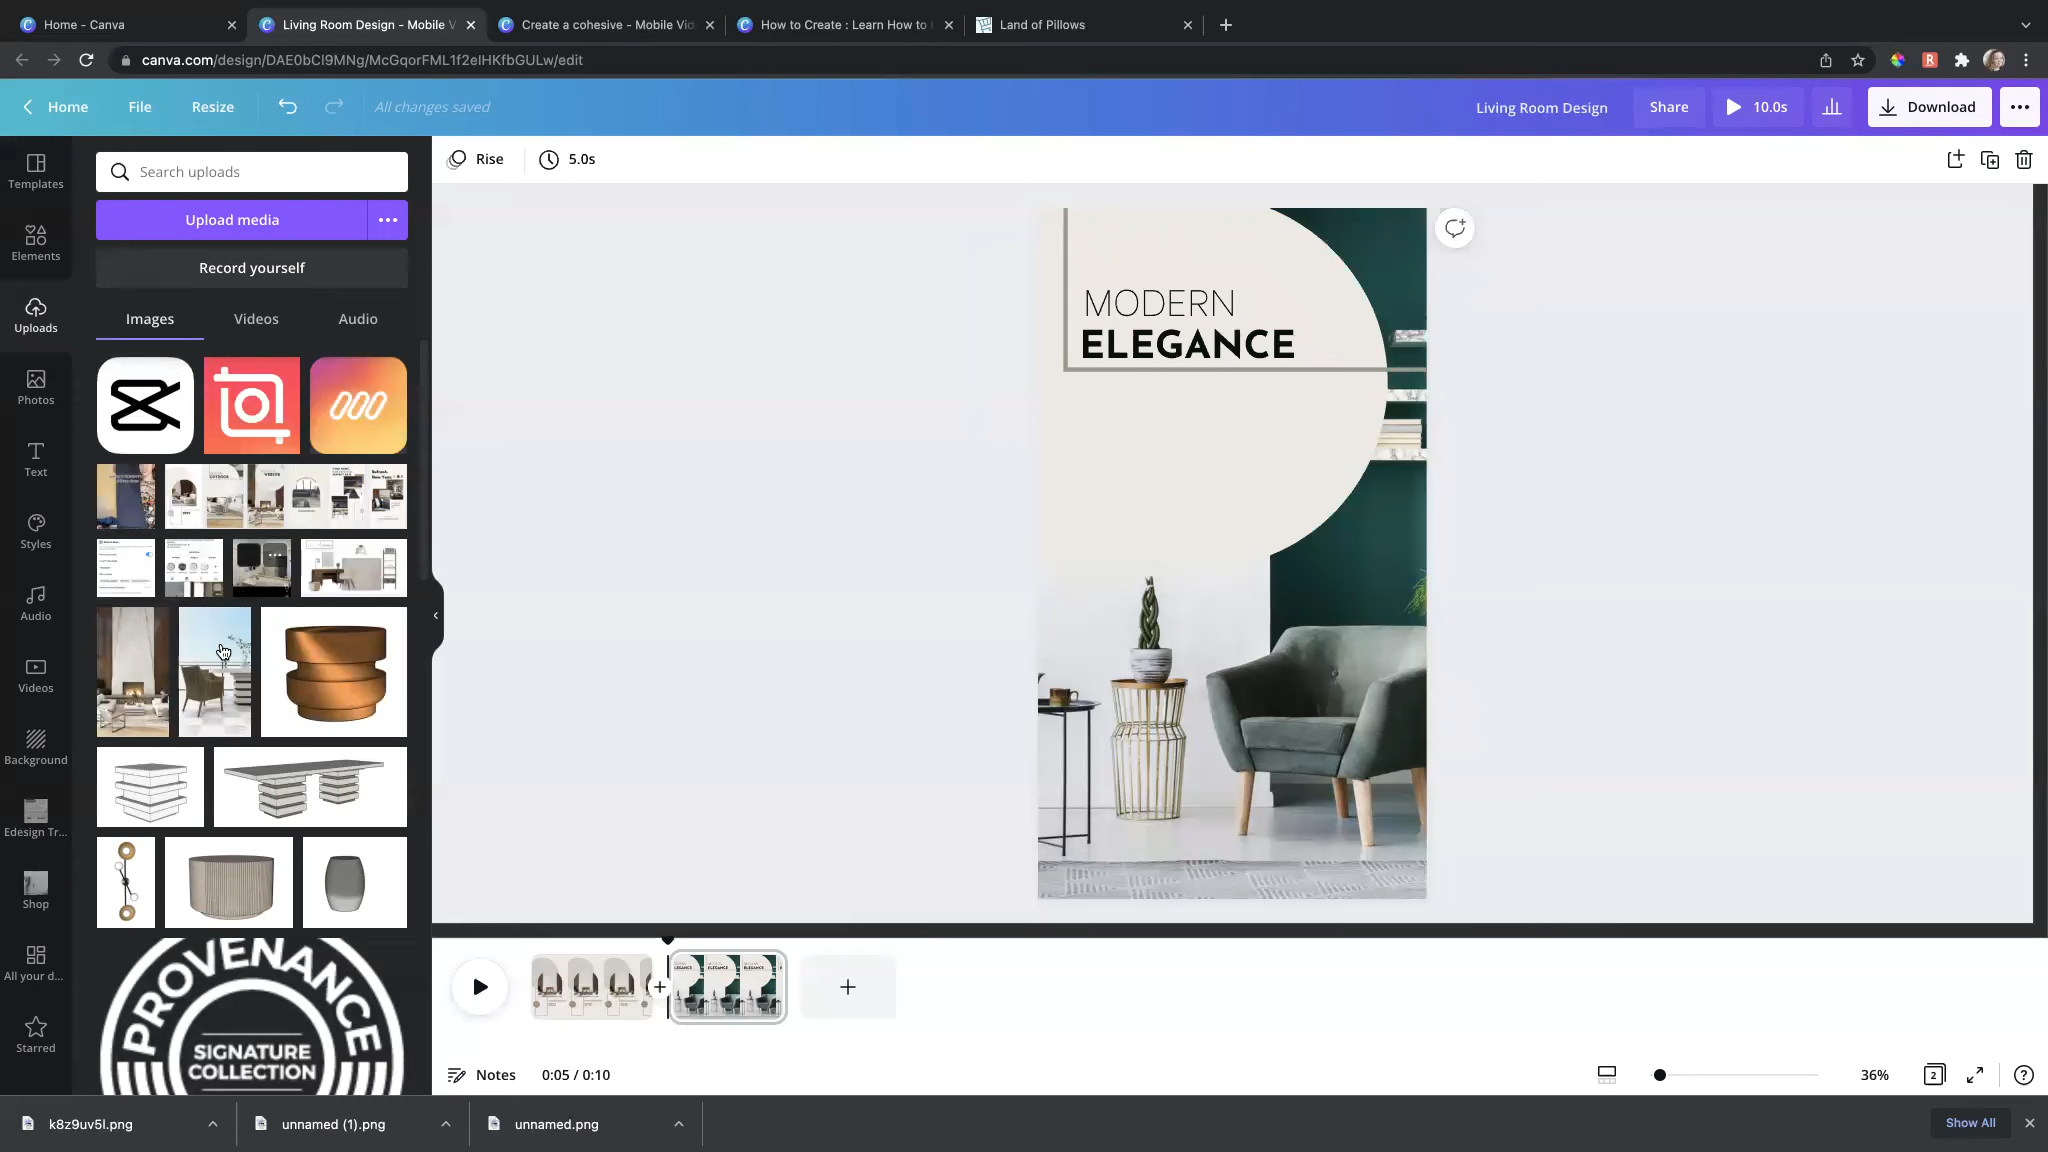 Home - Canva
Living Room Design - Mobile V
Create a cohesive - Mobile Vid
How to Create : Learn How to
Land of Pillows
canva.com/design/DAE0bCl9MNg/McGqorFML1f2elHKfbGULw/edit
Home
File
Resize
All changes saved
Living Room Design
Share
10.0s
Download
Templates
Elements
Uploads
Photos
Text
Styles
Audio
Videos
Background
Edesign Tr...
Shop
All your d...
Starred
Search uploads
Upload media
Record yourself
Images
Videos
Audio
PROVENANCE
SIGNATURE
COLLECTION
Rise
5.0s
MODERN
ELEGANCE
Notes
0:05 / 0:10
36%
2
k8z9uv5l.png
unnamed (1).png
unnamed.png
Show All